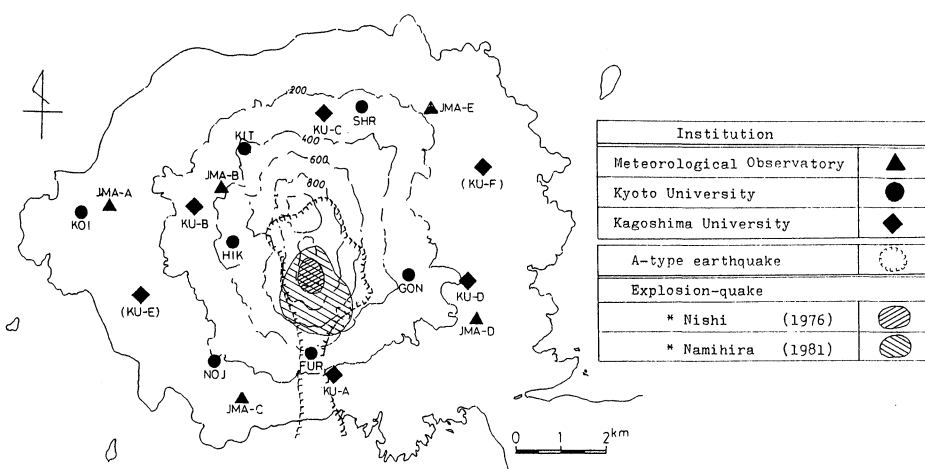 200
JMA-E
SHR
KU-C
KIT
400
600
(KU-F)
JMA-B
800
JMA-A
KOI
KU-B
HIK
GON
KU-D
(KU-E)
JMA-D
FUR
NOJ
KU-A
JMA-C
0 1 2 km
Institution
Meteorological Observatory
Kyoto University
Kagoshima University
A-type earthquake
Explosion-quake
* Nishi (1976)
* Namihira (1981)